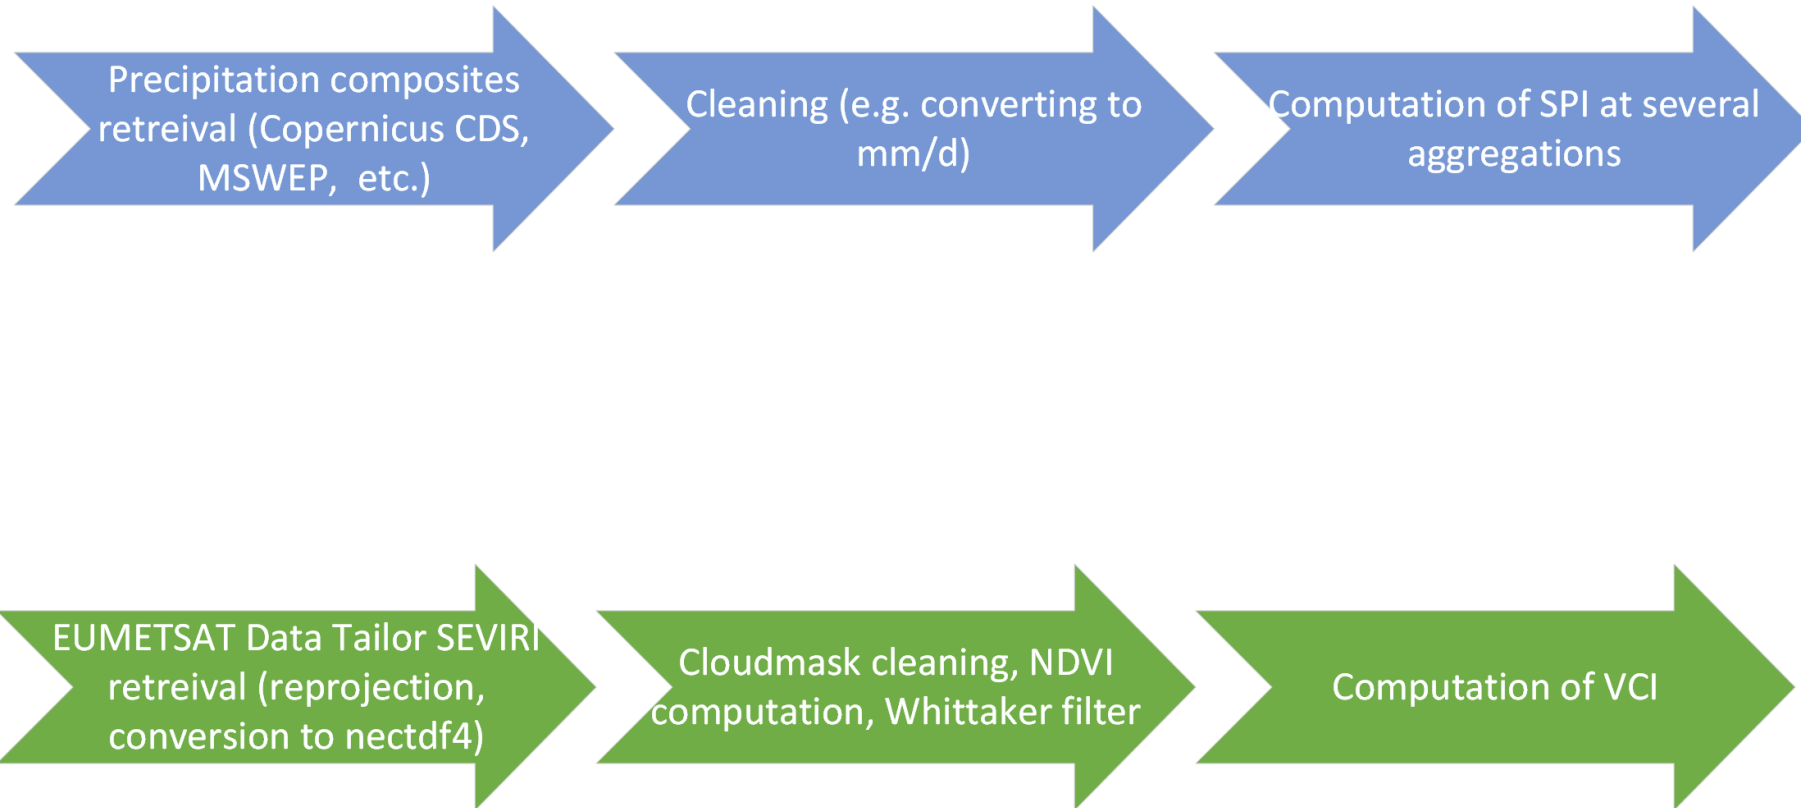 Precipitation composites
retreival (Copernicus CDS,
MSWEP, etc.)
Cleaning (e.g. converting to
mm/d)
Computation of SPI at several
aggregations
EUMETSAT Data Tailor SEVIRI
retreival (reprojection,
conversion to nectdf4)
Cloudmask cleaning, NDVI
computation, Whittaker filter
Computation of VCI